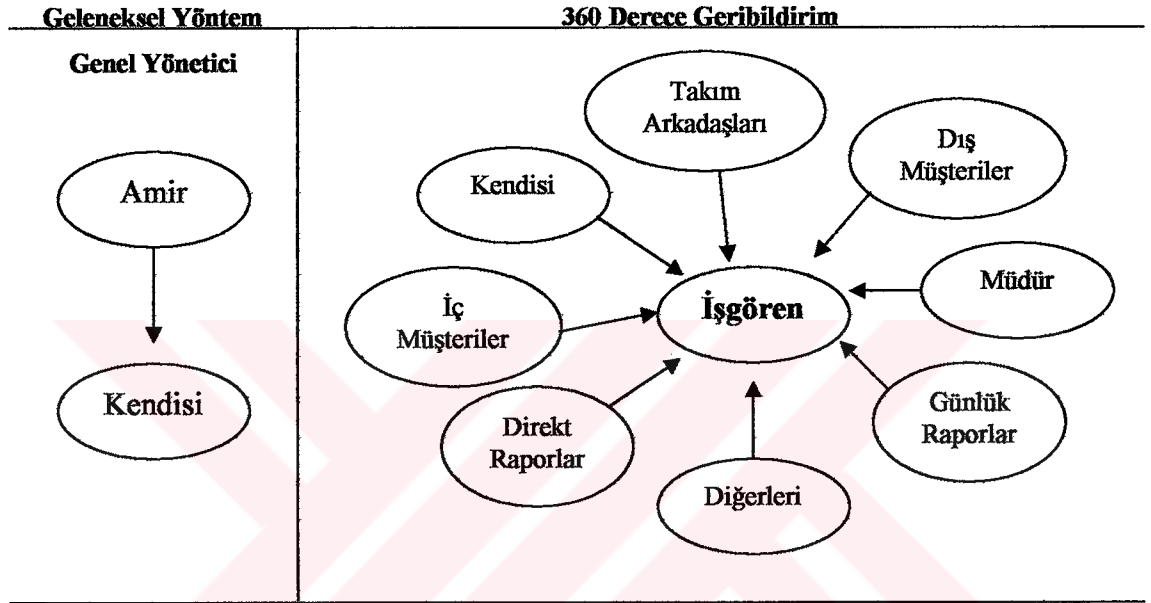 Geleneksel Yöntem
360 Derece Geribildirim
Genel Yönetici
Amir
Kendisi
Takım
Arkadaşları
Dış
Müşteriler
Kendisi
Müdür
İç
Müşteriler
İşgören
Direkt
Raporlar
Günlük
Raporlar
Diğerleri